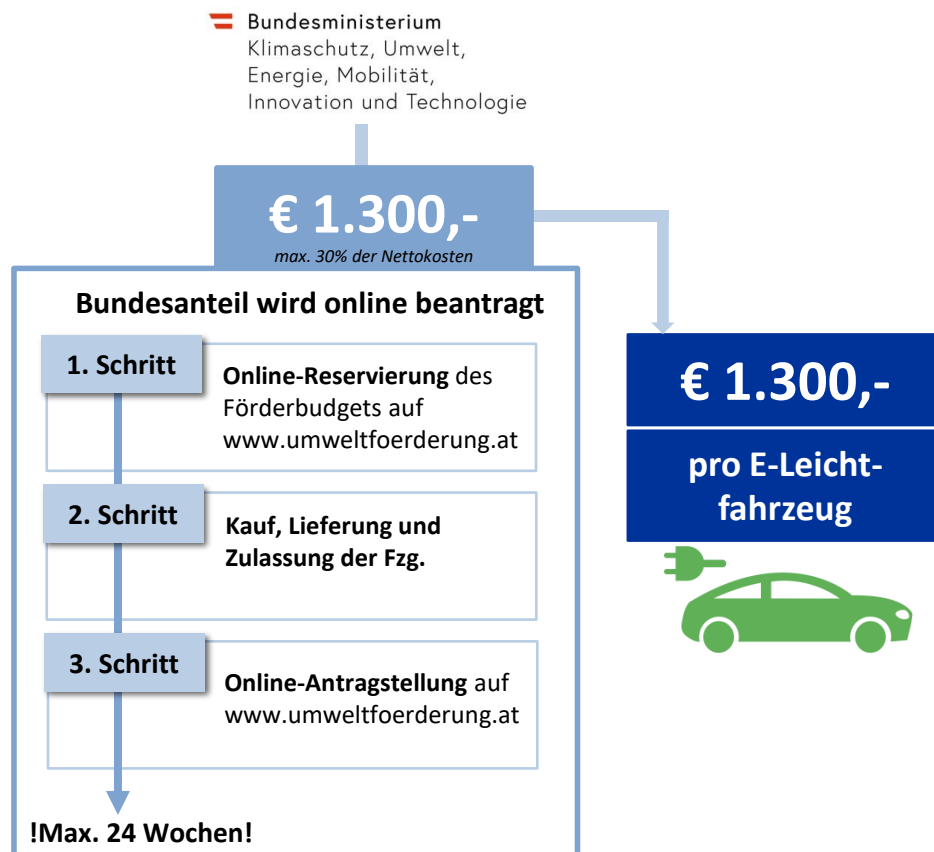 Bundesministerium
Klimaschutz, Umwelt,
Energie, Mobilität,
Innovation und Technologie
€ 1.300,-
max. 30% der Nettokosten
Bundesanteil wird online beantragt
1. Schritt
Online-Reservierung des
Förderbudgets auf
www.umweltfoerderung.at
2. Schritt
Kauf, Lieferung und
Zulassung der Fzg.
3. Schritt
Online-Antragstellung auf
www.umweltfoerderung.at
!Max. 24 Wochen!
€ 1.300,-
pro E-Leicht-
fahrzeug